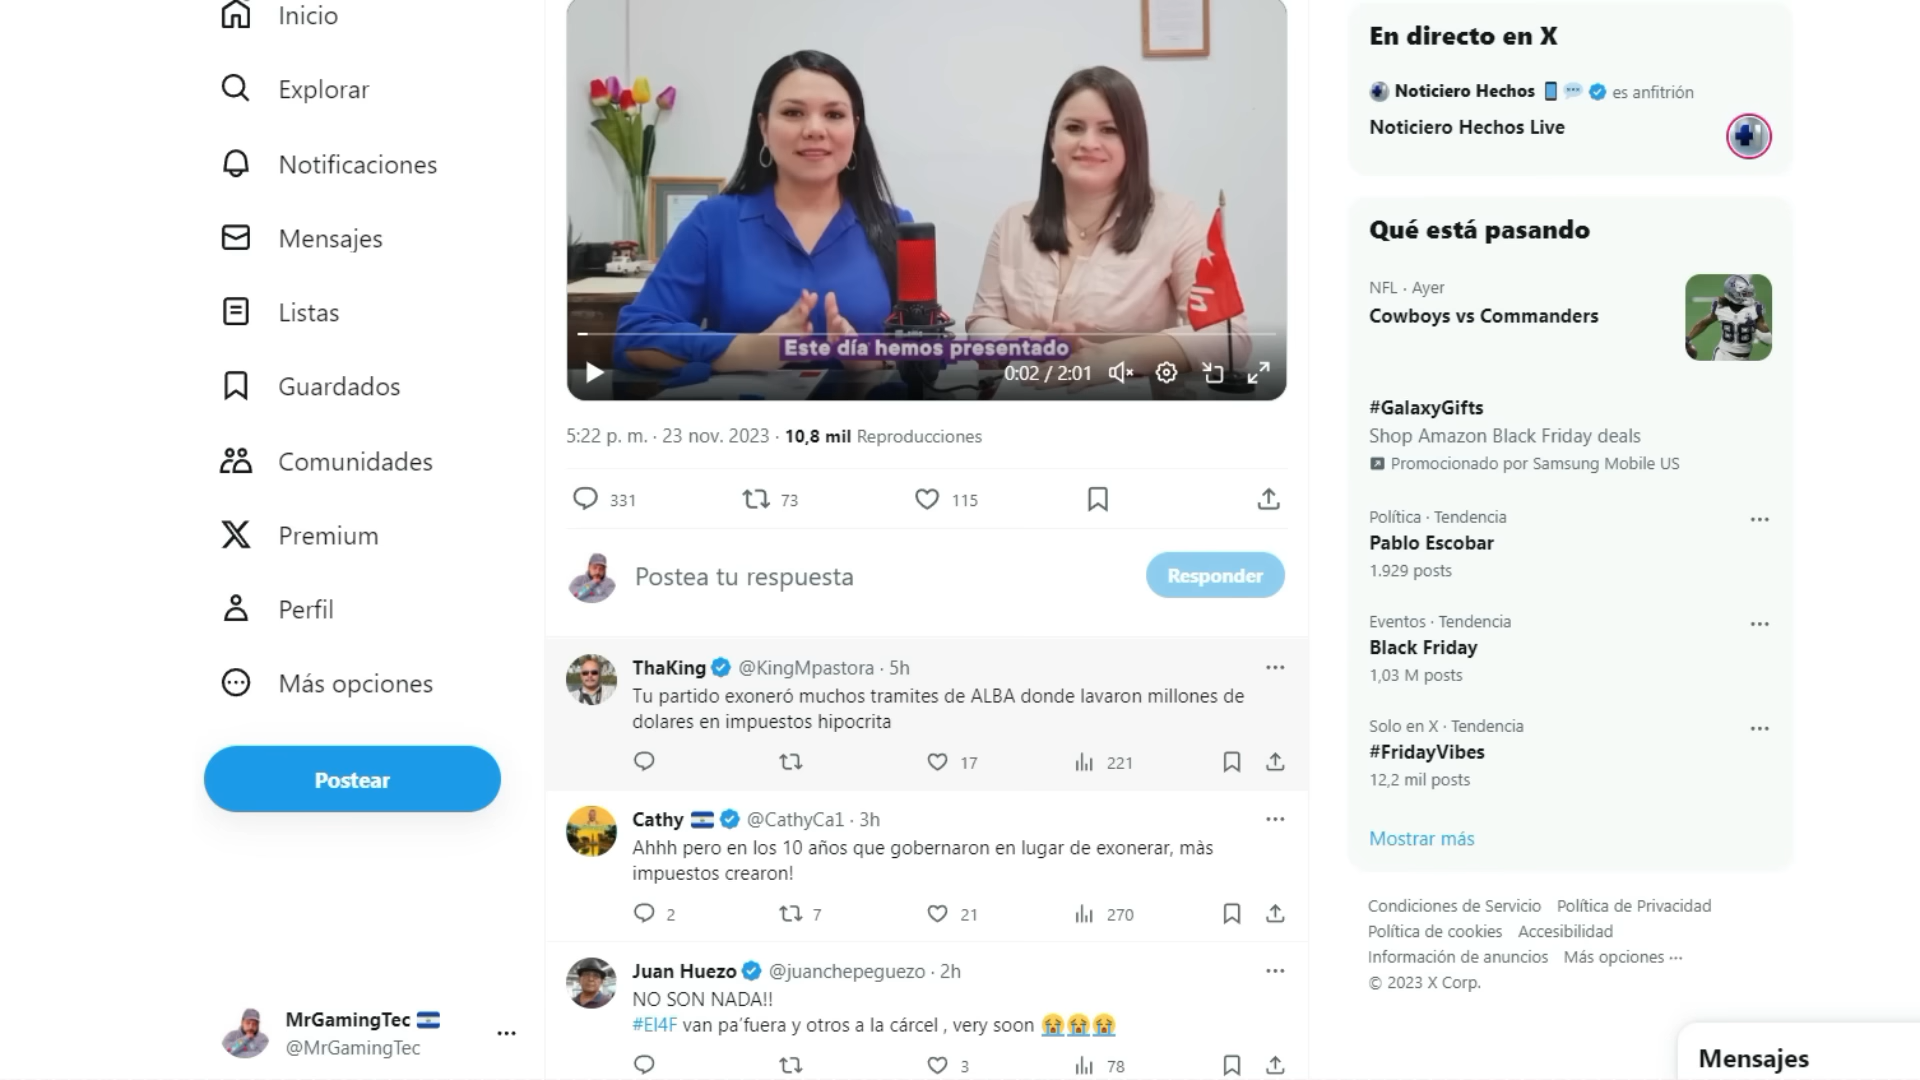 Inicio
Explorar
Notificaciones
Mensajes
Listas
Guardados
Comunidades
Premium
Perfil
Más opciones
Postear
MrGamingTec
@MrGamingTec
Este día hemos presentado
0:02 / 2:01
5:22 p. m. · 23 nov. 2023 · 10,8 mil Reproducciones
331 73 115
Postea tu respuesta
Responder
ThaKing @KingMpastora · 5h
Tu partido exoneró muchos tramites de ALBA donde lavaron millones de
dolares en impuestos hipocrita
17 221
Cathy @CathyCa1 · 3h
Ahhh pero en los 10 años que gobernaron en lugar de exonerar, màs
impuestos crearon!
2 7 21 270
Juan Huezo @juanchepeguezo · 2h
NO SON NADA!!
#El4F van pa’fuera y otros a la cárcel , very soon 😭😭😭
3 78
En directo en X
Noticiero Hechos es anfitrión
Noticiero Hechos Live
Qué está pasando
NFL · Ayer
Cowboys vs Commanders
88
#GalaxyGifts
Shop Amazon Black Friday deals
Promocionado por Samsung Mobile US
Política · Tendencia
Pablo Escobar
1.929 posts
Eventos · Tendencia
Black Friday
1,03 M posts
Solo en X · Tendencia
#FridayVibes
12,2 mil posts
Mostrar más
Condiciones de Servicio Política de Privacidad
Política de cookies Accesibilidad
Información de anuncios Más opciones ···
© 2023 X Corp.
Mensajes